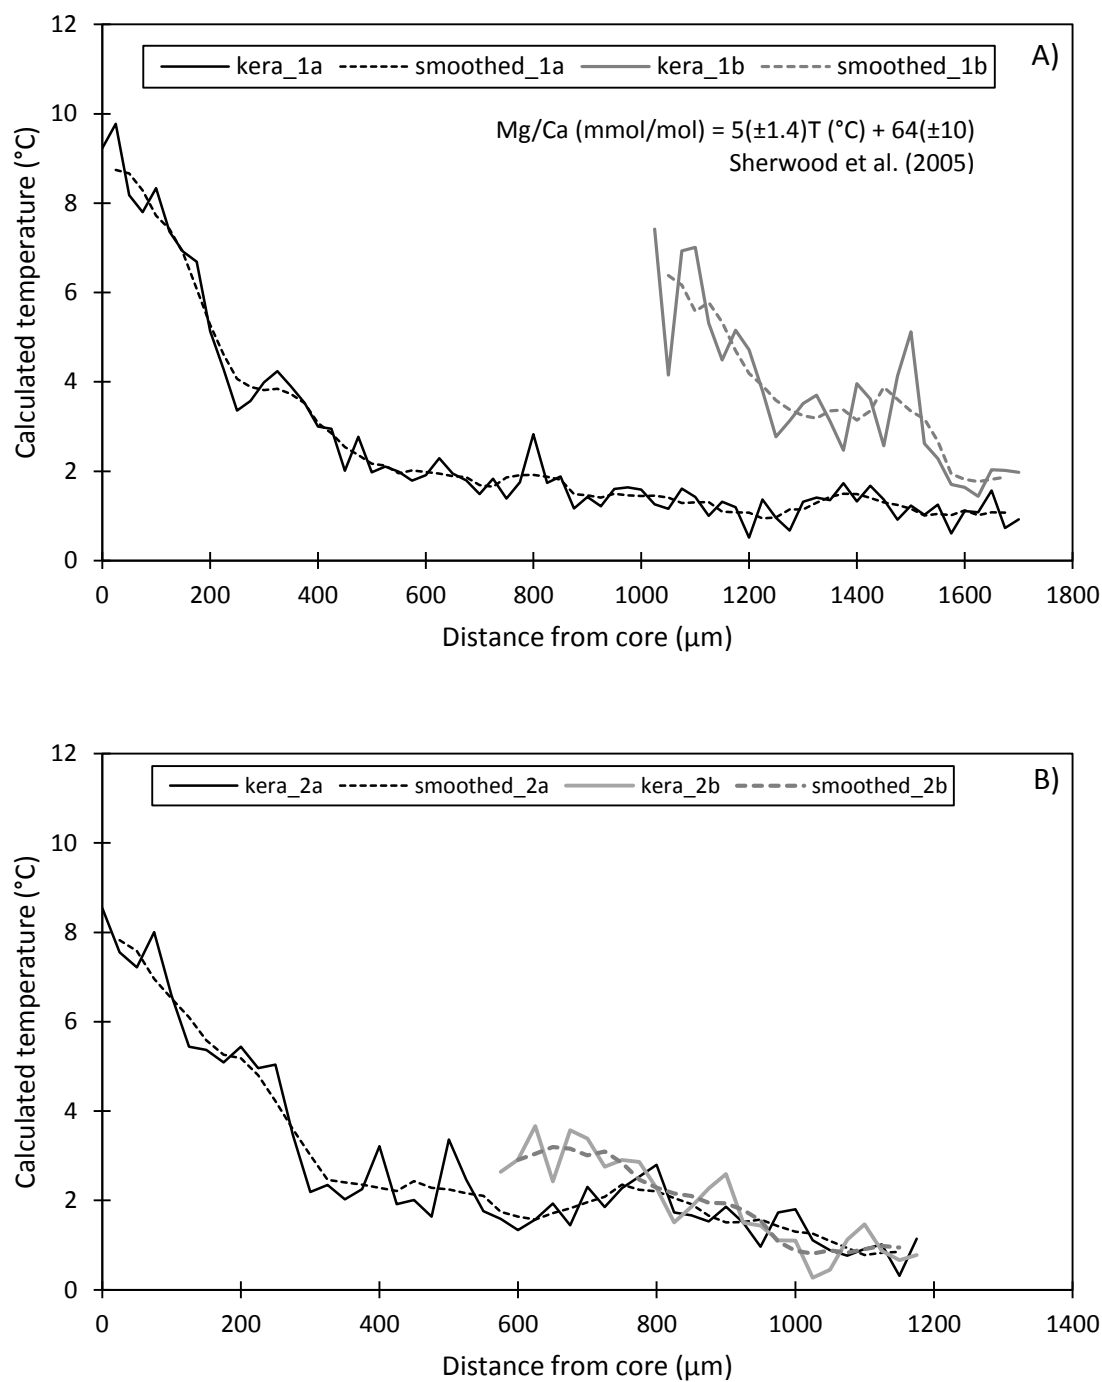 12
10
8
6
4
2
0
Calculated temperature (°C)
kera_1a smoothed_1a kera_1b smoothed_1b
A)
Mg/Ca (mmol/mol) = 5(±1.4)T (°C) + 64(±10)
Sherwood et al. (2005)
0 200 400 600 800 1000 1200 1400 1600 1800
Distance from core (µm)
12
10
8
6
4
2
0
Calculated temperature (°C)
kera_2a smoothed_2a kera_2b smoothed_2b
B)
0 200 400 600 800 1000 1200 1400
Distance from core (µm)